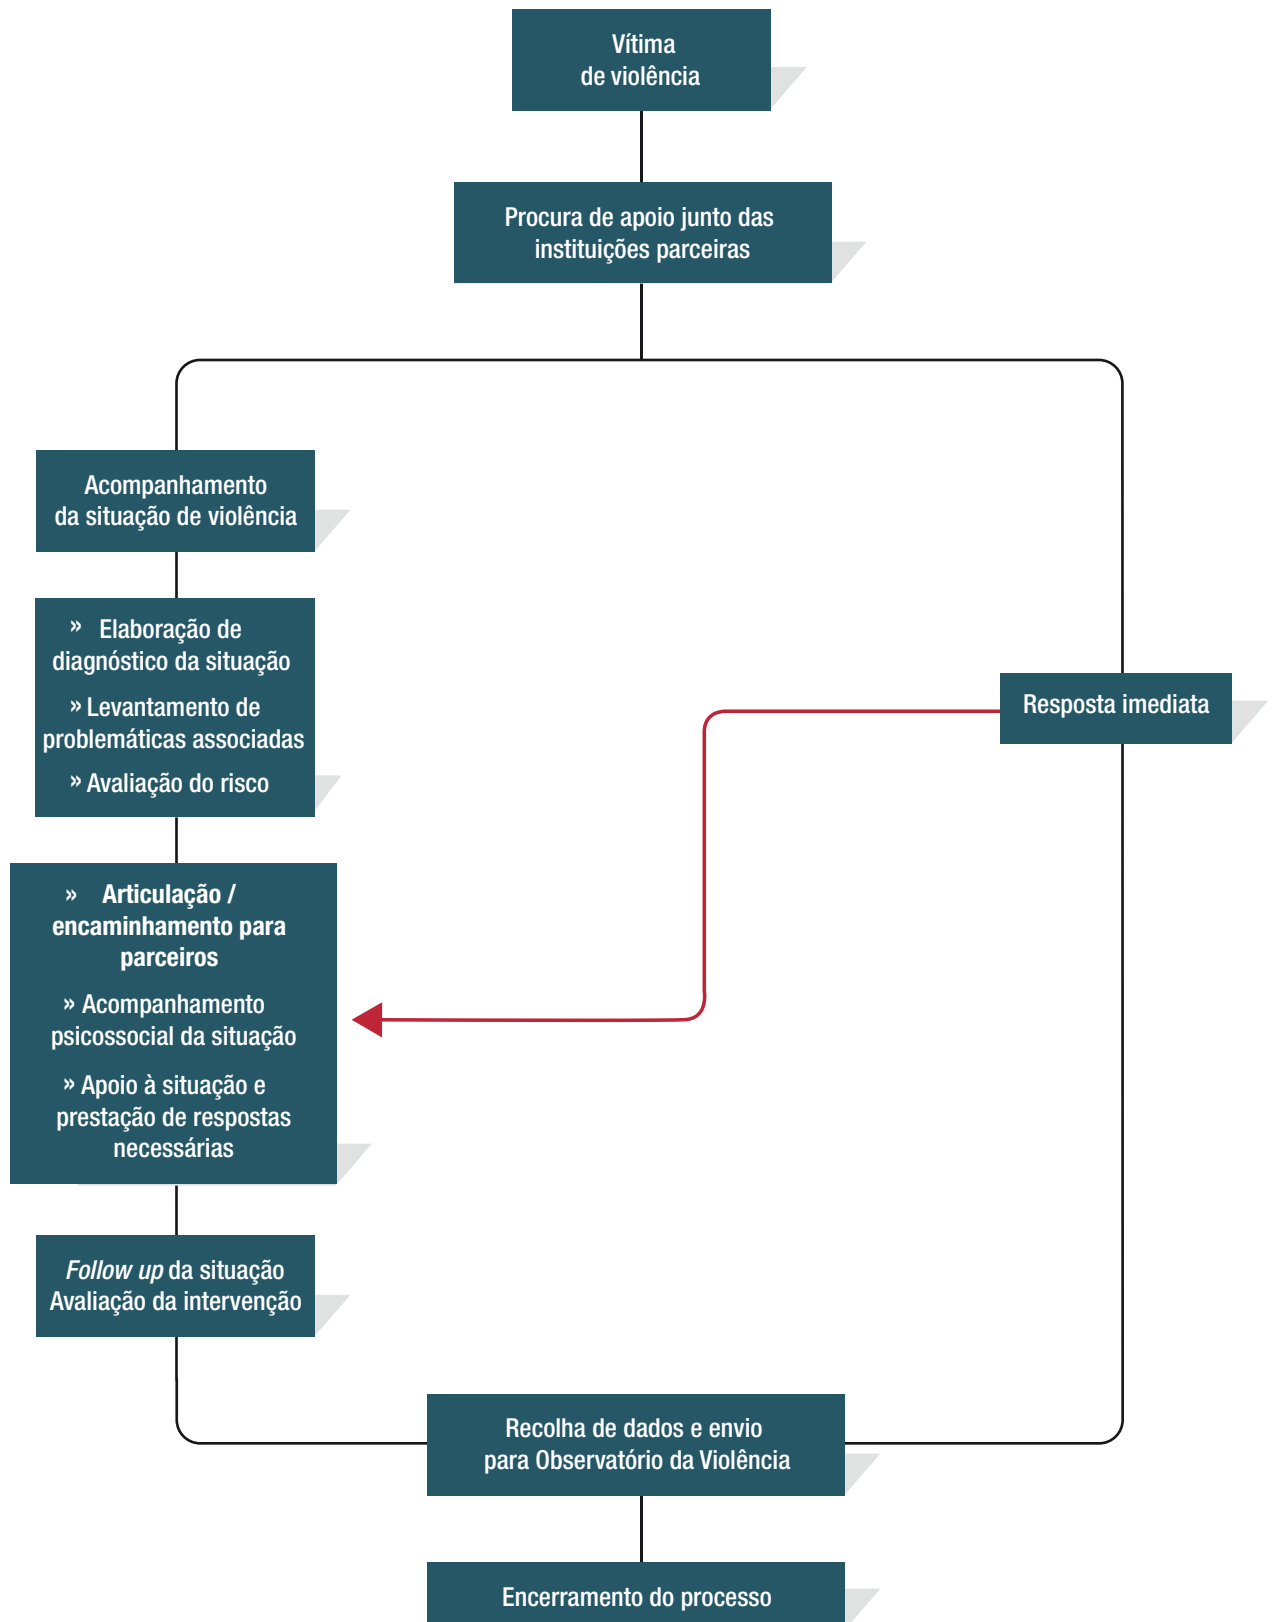 Vítima
de violência
Procura de apoio junto das
instituições parceiras
Acompanhamento
da situação de violência
» Elaboração de
diagnóstico da situação
» Levantamento de
problemáticas associadas
» Avaliação do risco
Resposta imediata
» Articulação /
encaminhamento para
parceiros
» Acompanhamento
psicossocial da situação
» Apoio à situação e
prestação de respostas
necessárias
Follow up da situação
Avaliação da intervenção
Recolha de dados e envio
para Observatório da Violência
Encerramento do processo